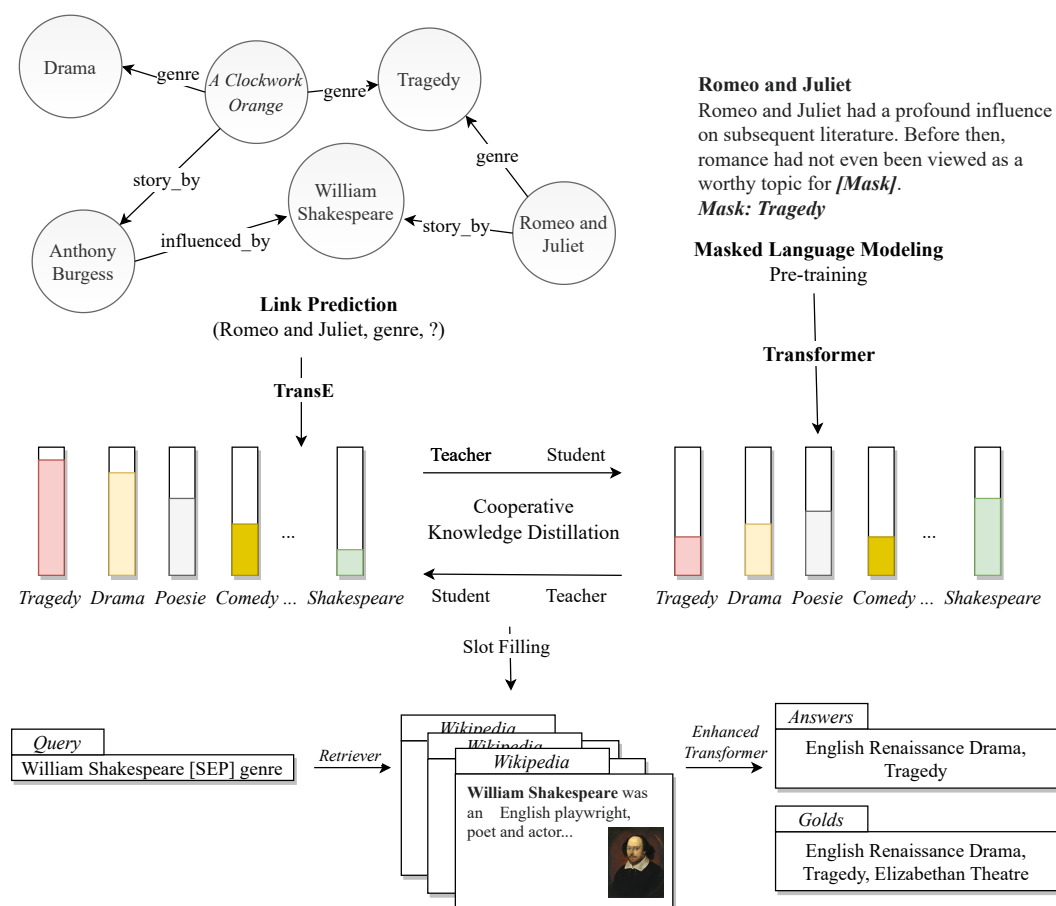 Drama
genre
A Clockwork
Orange
genre
Tragedy
story_by
genre
William
Shakespeare
Anthony
Burgess
influenced_by
story_by
Romeo and
Juliet
Link Prediction
(Romeo and Juliet, genre, ?)
TransE
Romeo and Juliet
Romeo and Juliet had a profound influence
on subsequent literature. Before then,
romance had not even been viewed as a
worthy topic for [Mask].
Mask: Tragedy
Masked Language Modeling
Pre-training
Transformer
Tragedy Drama Poesie Comedy ... Shakespeare
...
Teacher Student
Cooperative
Knowledge Distillation
Student Teacher
...
Tragedy Drama Poesie Comedy ... Shakespeare
Slot Filling
Query
William Shakespeare [SEP] genre
Retriever
Wikipedia
Wikipedia
Wikipedia
William Shakespeare was
an English playwright,
poet and actor...
Enhanced
Transformer
Answers
English Renaissance Drama,
Tragedy
Golds
English Renaissance Drama,
Tragedy, Elizabethan Theatre